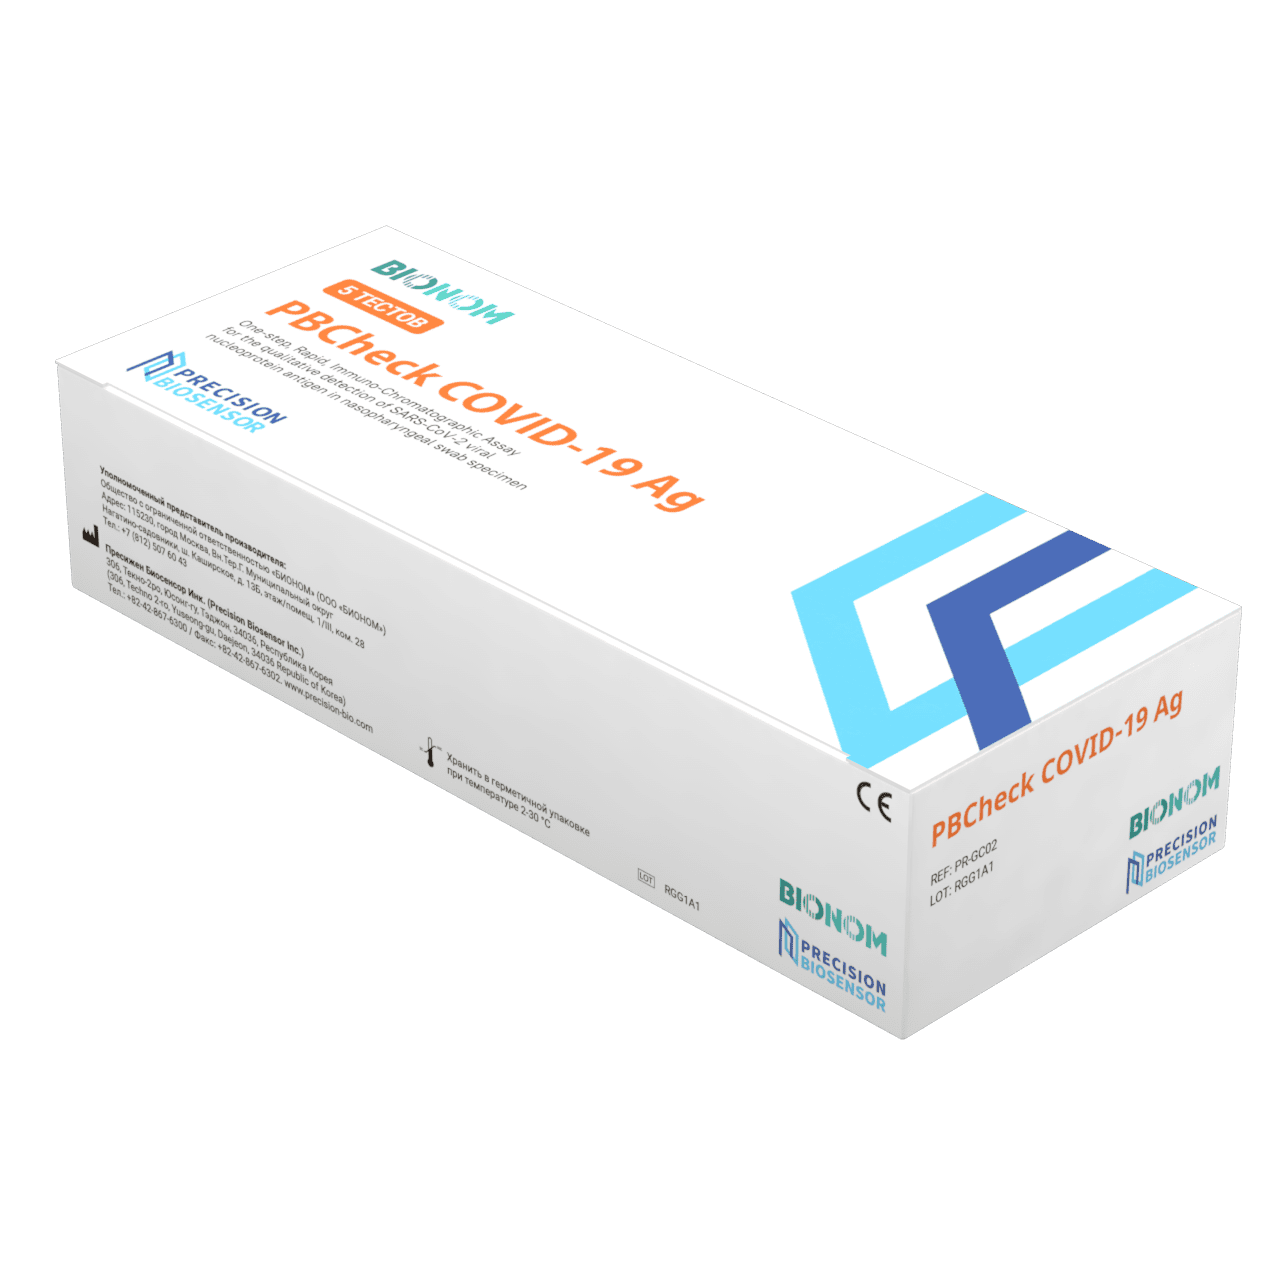 BIONOM
5 ТЕСТОВ
PBCheck COVID-19 Ag
One-step, Rapid, Immuno-Chromatographic Assay
for the qualitative detection of SARS-CoV-2 viral
nucleoprotein antigen in nasopharyngeal swab specimen
PRECISION
BIOSENSOR
Уполномоченный представитель производителя:
Общество с ограниченной ответственностью «БИОНОМ» (ООО «БИОНОМ»)
Адрес: 115230, город Москва, Вн.Тер.Г. Муниципальный округ
Нагатино-садовники, ш. Каширское, д. 13Б, этаж/помещ. 1/III, ком. 28
Тел.: +7 (812) 507 60 43
Пресижен Биосенсор Инк. (Precision Biosensor Inc.)
306, Текно-2ро, Юсонг-гу, Тэджон, 34036, Республика Корея
(306, Techno 2-ro, Yuseong-gu, Daejeon, 34036 Republic of Korea)
Тел.: +82-42-867-6300 / Факс: +82-42-867-6302, www.precision-bio.com
Хранить в герметичной упаковке
при температуре 2-30 °C
LOT RGG1A1
CE
BIONOM
PRECISION
BIOSENSOR
PBCheck COVID-19 Ag
REF: PR-GC02
LOT: RGG1A1
BIONOM
PRECISION
BIOSENSOR